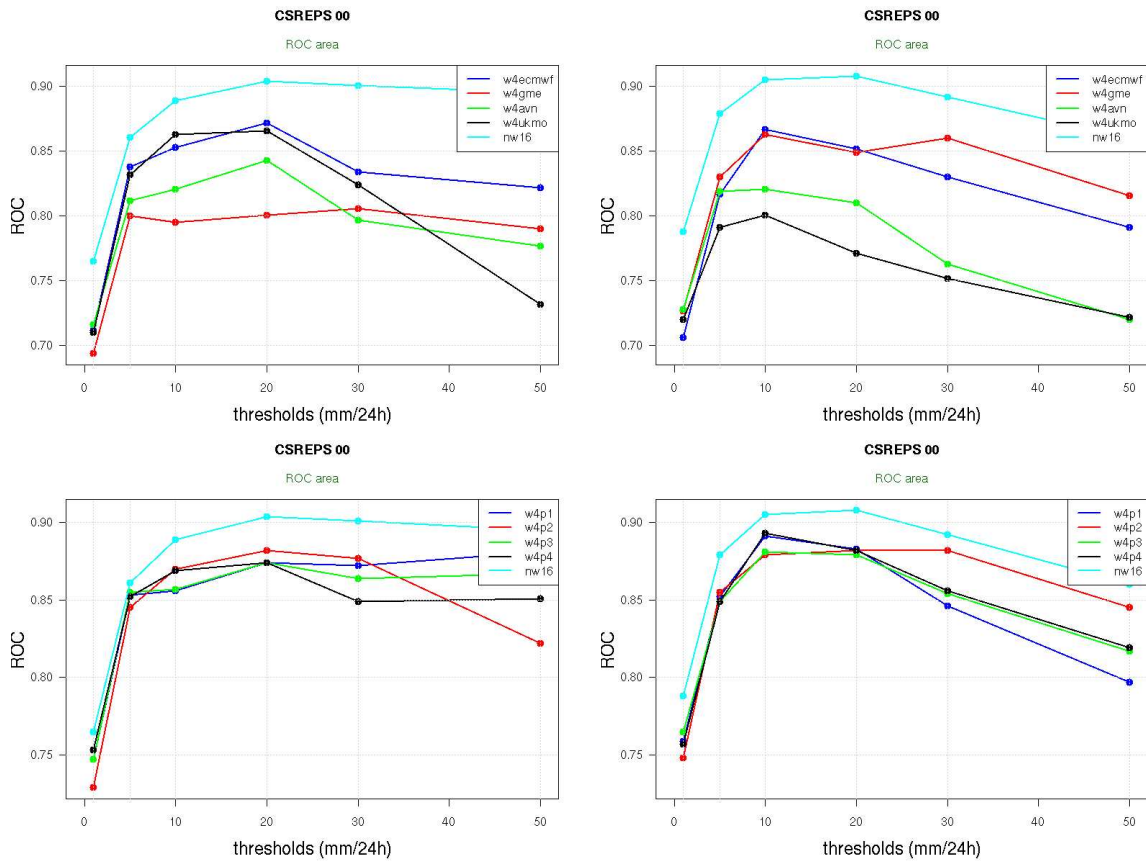 CSREPS 00
ROC area
ROC
0.90
0.85
0.80
0.75
0.70
0 10 20 30 40 50
thresholds (mm/24h)
w4ecmwf
w4gme
w4avn
w4ukmo
nw16
CSREPS 00
ROC area
ROC
0.90
0.85
0.80
0.75
0.70
0 10 20 30 40 50
thresholds (mm/24h)
w4ecmwf
w4gme
w4avn
w4ukmo
nw16
CSREPS 00
ROC area
ROC
0.90
0.85
0.80
0.75
0 10 20 30 40 50
thresholds (mm/24h)
w4p1
w4p2
w4p3
w4p4
nw16
CSREPS 00
ROC area
ROC
0.90
0.85
0.80
0.75
0 10 20 30 40 50
thresholds (mm/24h)
w4p1
w4p2
w4p3
w4p4
nw16